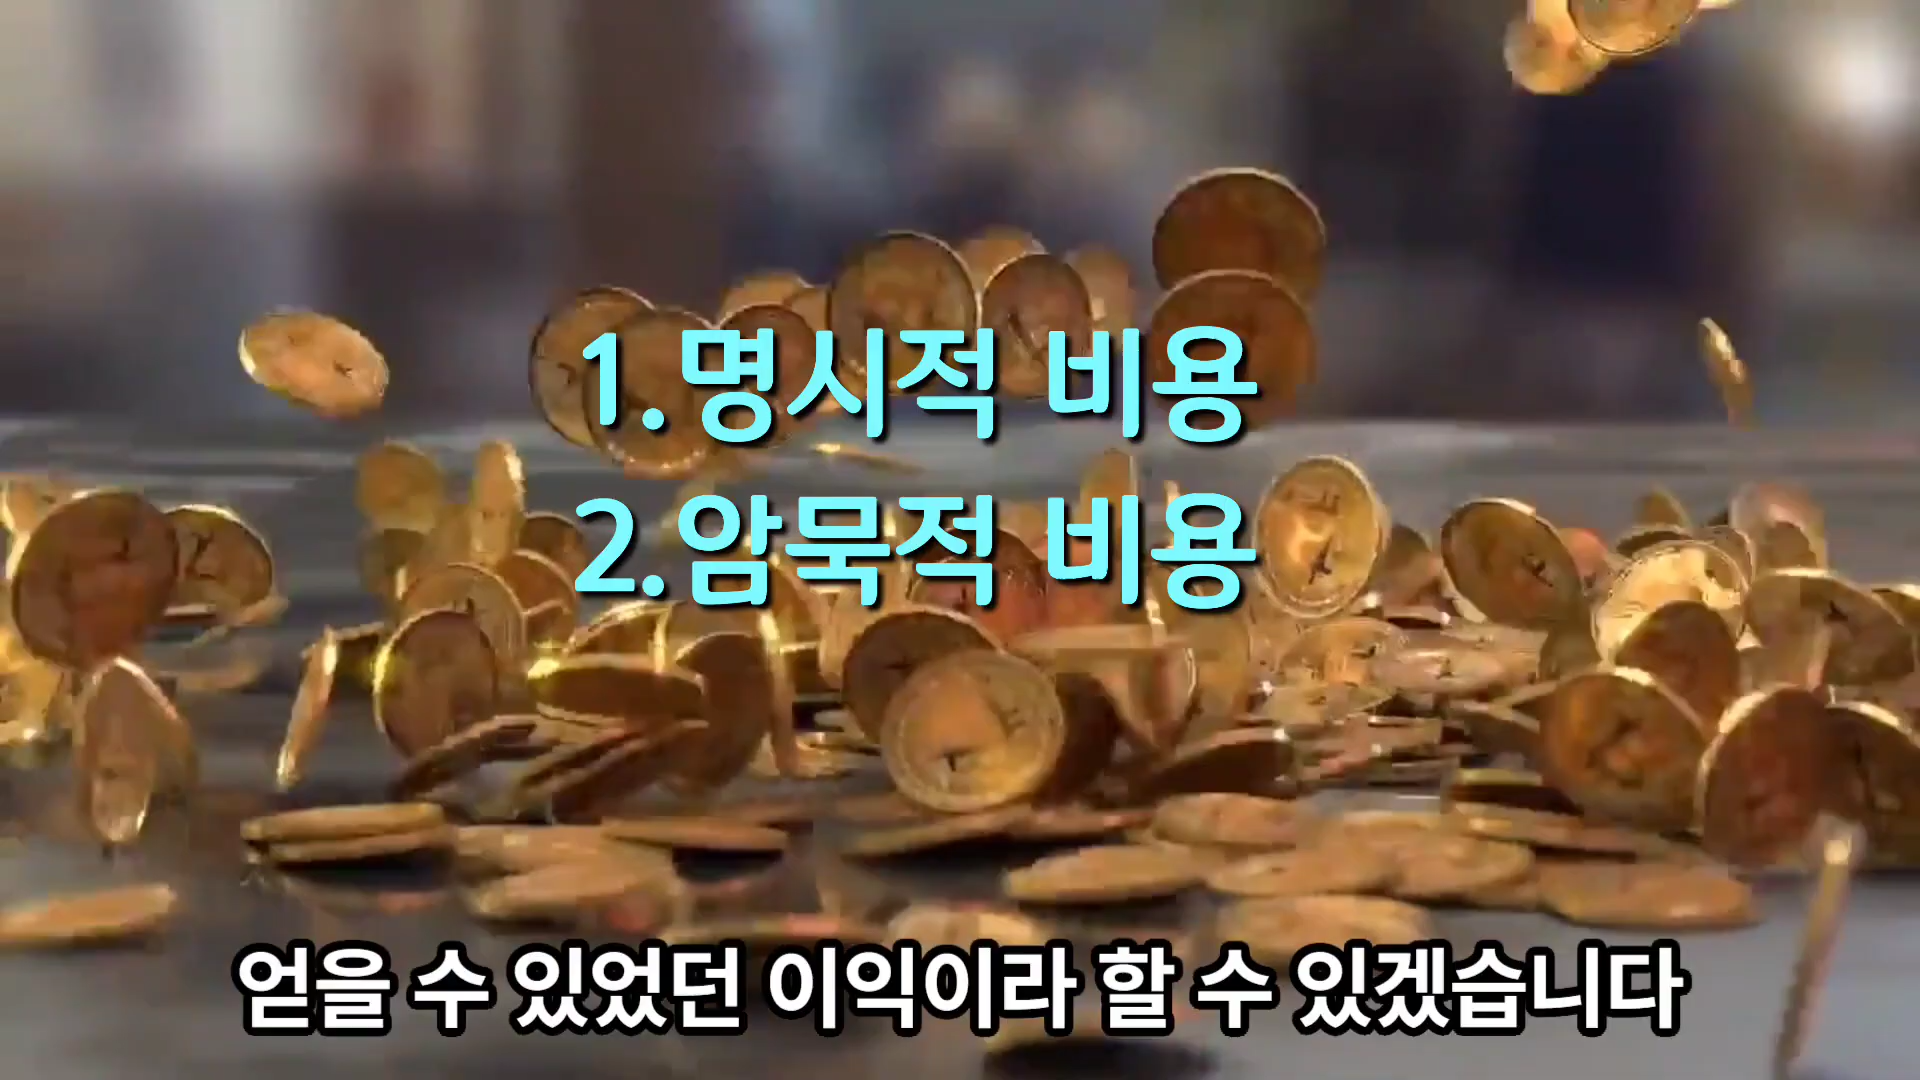 1. 명시적 비용
2. 암묵적 비용
얻을 수 있었던 이익이라 할 수 있겠습니다